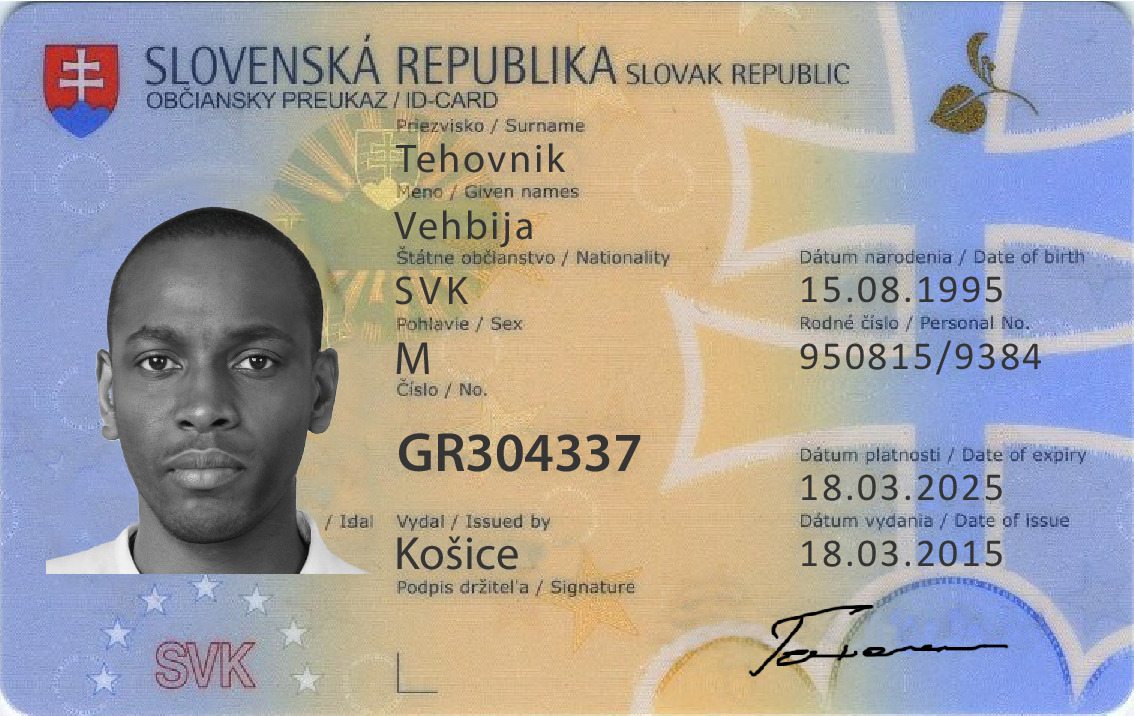 SLOVENSKÁ REPUBLIKA SLOVAK REPUBLIC
OBČIANSKY PREUKAZ / ID-CARD
Priezvisko / Surname
Tehovnik
Meno / Given names
Vehbija
Štátne občianstvo / Nationality
SVK
Pohlavie / Sex
M
Číslo / No.
GR304337
Dátum narodenia / Date of birth
15.08.1995
Rodné číslo / Personal No.
950815/9384
Dátum platnosti / Date of expiry
18.03.2025
/ Vydal / Issued by
Košice
Dátum vydania / Date of issue
18.03.2015
Podpis držiteľa / Signature
SVK